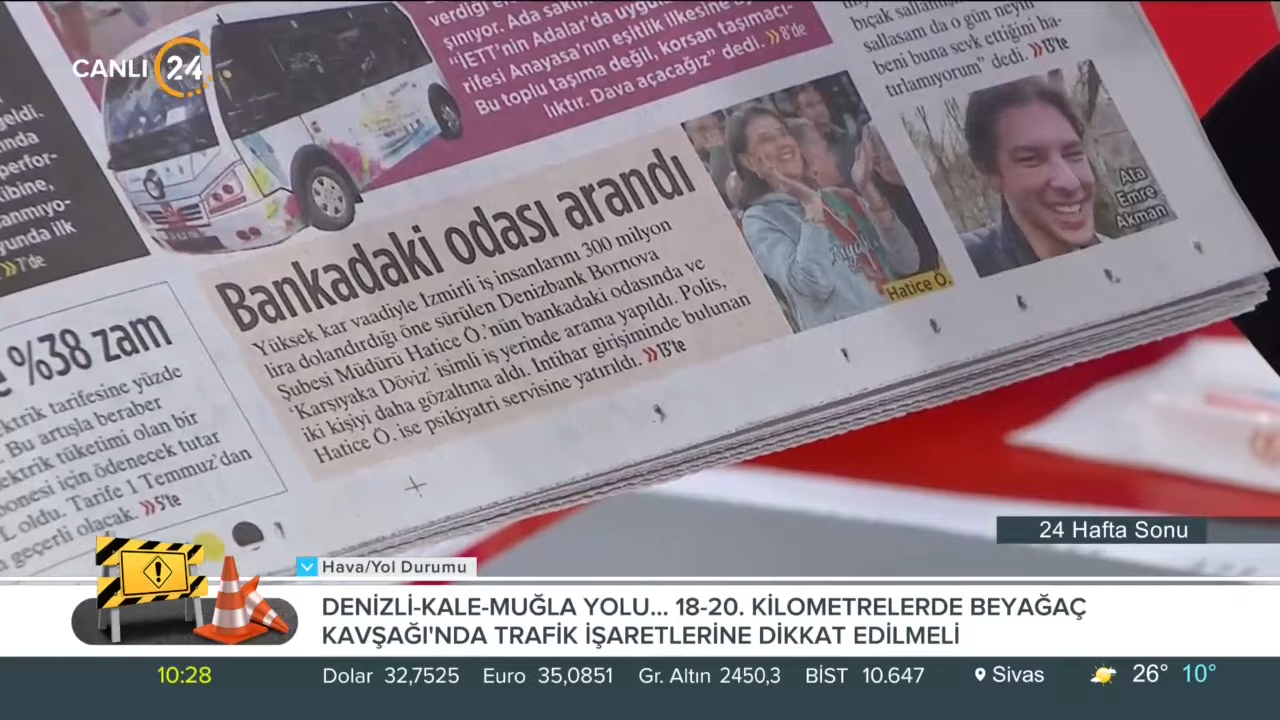 CANLI 24
verdiği
şınıyor. Ada
"İETT'nin Adalar'da
rifesi Anayasa'nın eşitlik ilkesine
Bu toplu taşıma değil, korsan taşımacı-
lıktır. Dava açacağız" dedi. »8'de
bıçak
sallasam da o gün neyin
beni buna sevk ettiğini ha-
tırlamıyorum" dedi. »13'te
Ata
Emre
Akman
geldi.
perfor-
yunda ilk
»7'de
Bankadaki odası arandı
Yüksek kar vaadiyle İzmirli iş insanlarını 300 milyon
lira dolandırdığı öne sürülen Denizbank Bornova
Şubesi Müdürü Hatice Ö.'nün bankadaki odasında ve
'Karşıyaka Döviz' isimli iş yerinde arama yapıldı. Polis,
iki kişiyi daha gözaltına aldı. İntihar girişiminde bulunan
Hatice Ö. ise psikiyatri servisine yatırıldı. »13'te
Hatice Ö.
%38 zam
ktrik tarifesine yüzde
Bu artışla beraber
ektrik tüketimi olan bir
onesi için ödenecek tutar
L oldu. Tarife 1 Temmuz'dan
geçerli olacak. »5'te
24 Hafta Sonu
Hava/Yol Durumu
DENİZLİ-KALE-MUĞLA YOLU... 18-20. KİLOMETRELERDE BEYAĞAÇ
KAVŞAĞI'NDA TRAFİK İŞARETLERİNE DİKKAT EDİLMELİ
10:28 Dolar 32,7525 Euro 35,0851 Gr. Altın 2450,3 BİST 10.647 Sivas 26° 10°